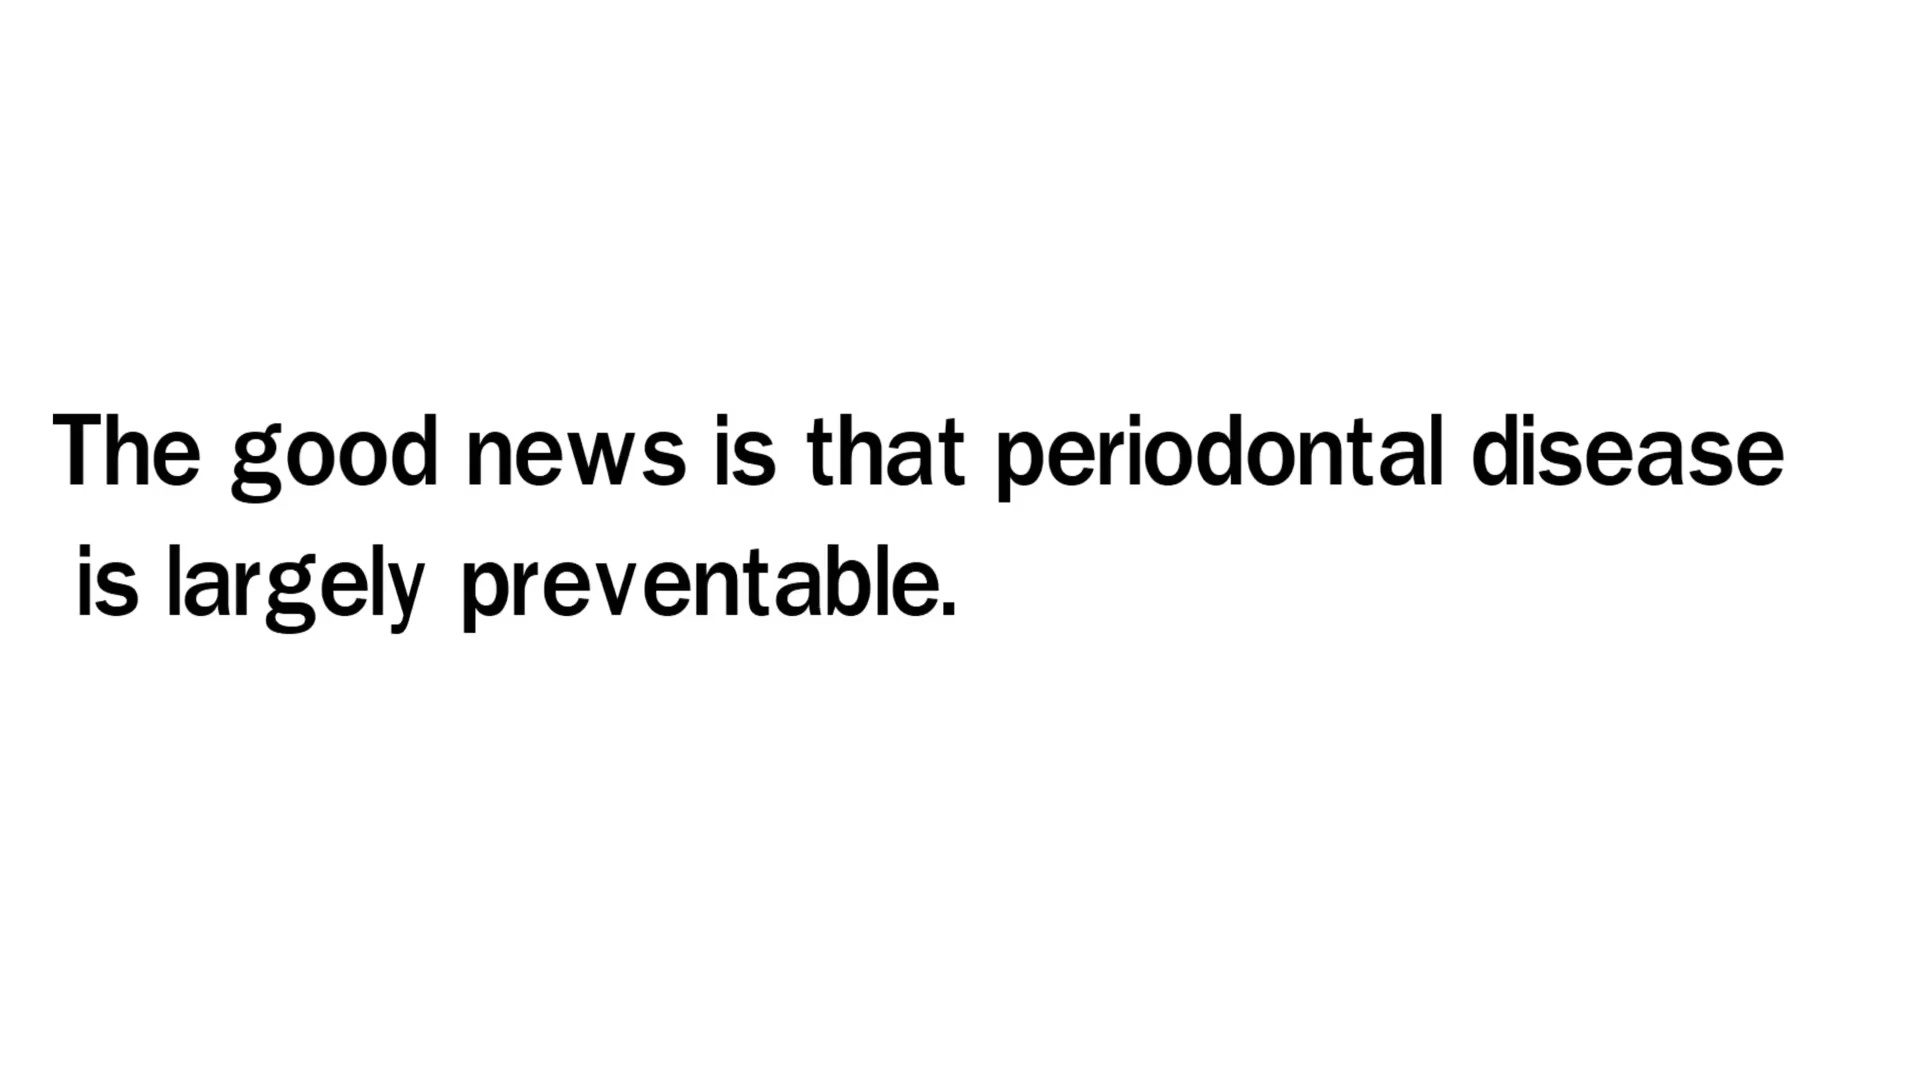 The good news is that periodontal disease
is largely preventable.